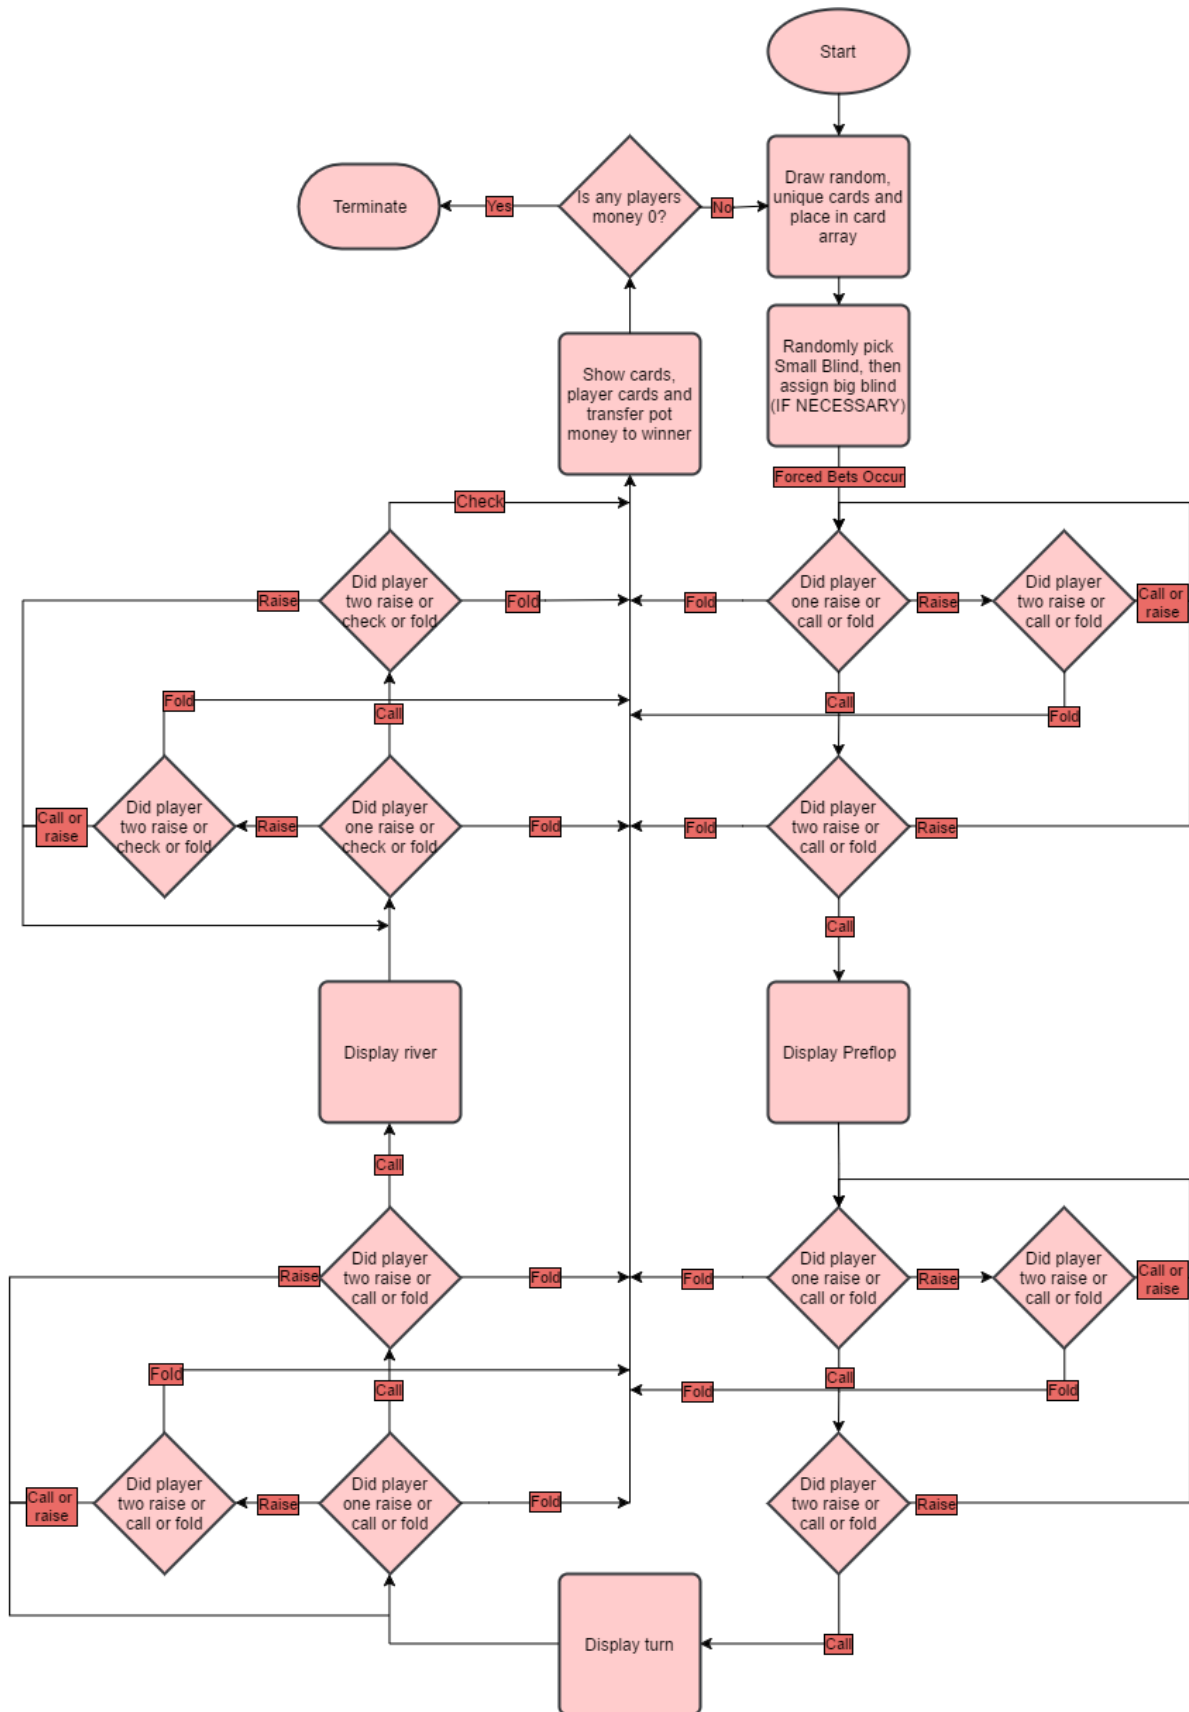 Start
Draw random,
unique cards and
place in card
array
Is any players
money 0?
Yes
No
Terminate
Randomly pick
Small Blind, then
assign big blind
(IF NECESSARY)
Show cards,
player cards and
transfer pot
money to winner
Forced Bets Occur
Check
Did player
two raise or
check or fold
Raise
Fold
Fold
Did player
one raise or
call or fold
Raise
Did player
two raise or
call or fold
Call or
raise
Fold
Call
Call
Fold
Call or
raise
Did player
two raise or
check or fold
Raise
Did player
one raise or
check or fold
Fold
Fold
Did player
two raise or
call or fold
Raise
Call
Display river
Display Preflop
Call
Raise
Did player
two raise or
call or fold
Fold
Fold
Did player
one raise or
call or fold
Raise
Did player
two raise or
call or fold
Call or
raise
Fold
Call
Fold
Call
Fold
Call or
raise
Did player
two raise or
call or fold
Raise
Did player
one raise or
call or fold
Fold
Did player
two raise or
call or fold
Raise
Display turn
Call